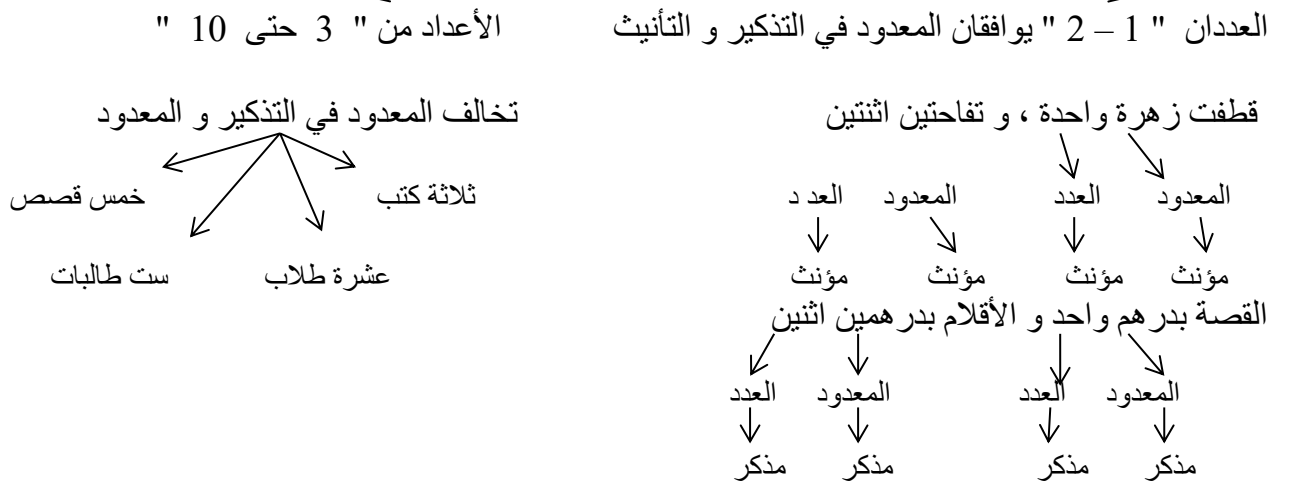 العددان " 1 – 2 " يوافقان المعدود في التذكير و التأنيث
قطفت زهرة واحدة ، و تفاحتين اثنتين
المعدود العدد المعدود العد د
مؤنث مؤنث مؤنث مؤنث
القصة بدرهم واحد و الأقلام بدرهمين اثنين
المعدود العدد المعدود العدد
مذكر مذكر مذكر مذكر
الأعداد من " 3 حتى 10 "
تخالف المعدود في التذكير و المعدود
ثلاثة كتب خمس قصص
عشرة طلاب ست طالبات